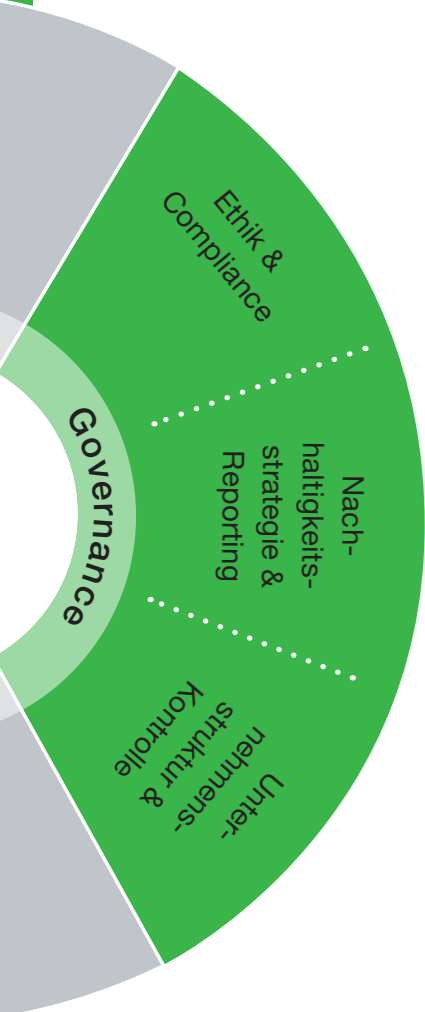 Ethik &
Compliance
Nach-
haltigkeits-
strategie &
Reporting
Governance
Unter-
nehmens-
struktur &
Kontrolle